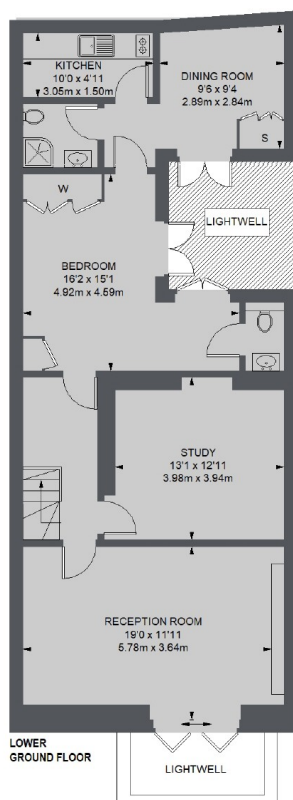 KITCHEN
10'0 x 4'11
3.05m x 1.50m
DINING ROOM
9'6 x 9'4
2.89m x 2.84m
S
W
LIGHTWELL
BEDROOM
16'2 x 15'1
4.92m x 4.59m
STUDY
13'1 x 12'11
3.98m x 3.94m
RECEPTION ROOM
19'0 x 11'11
5.78m x 3.64m
LOWER
GROUND FLOOR
LIGHTWELL